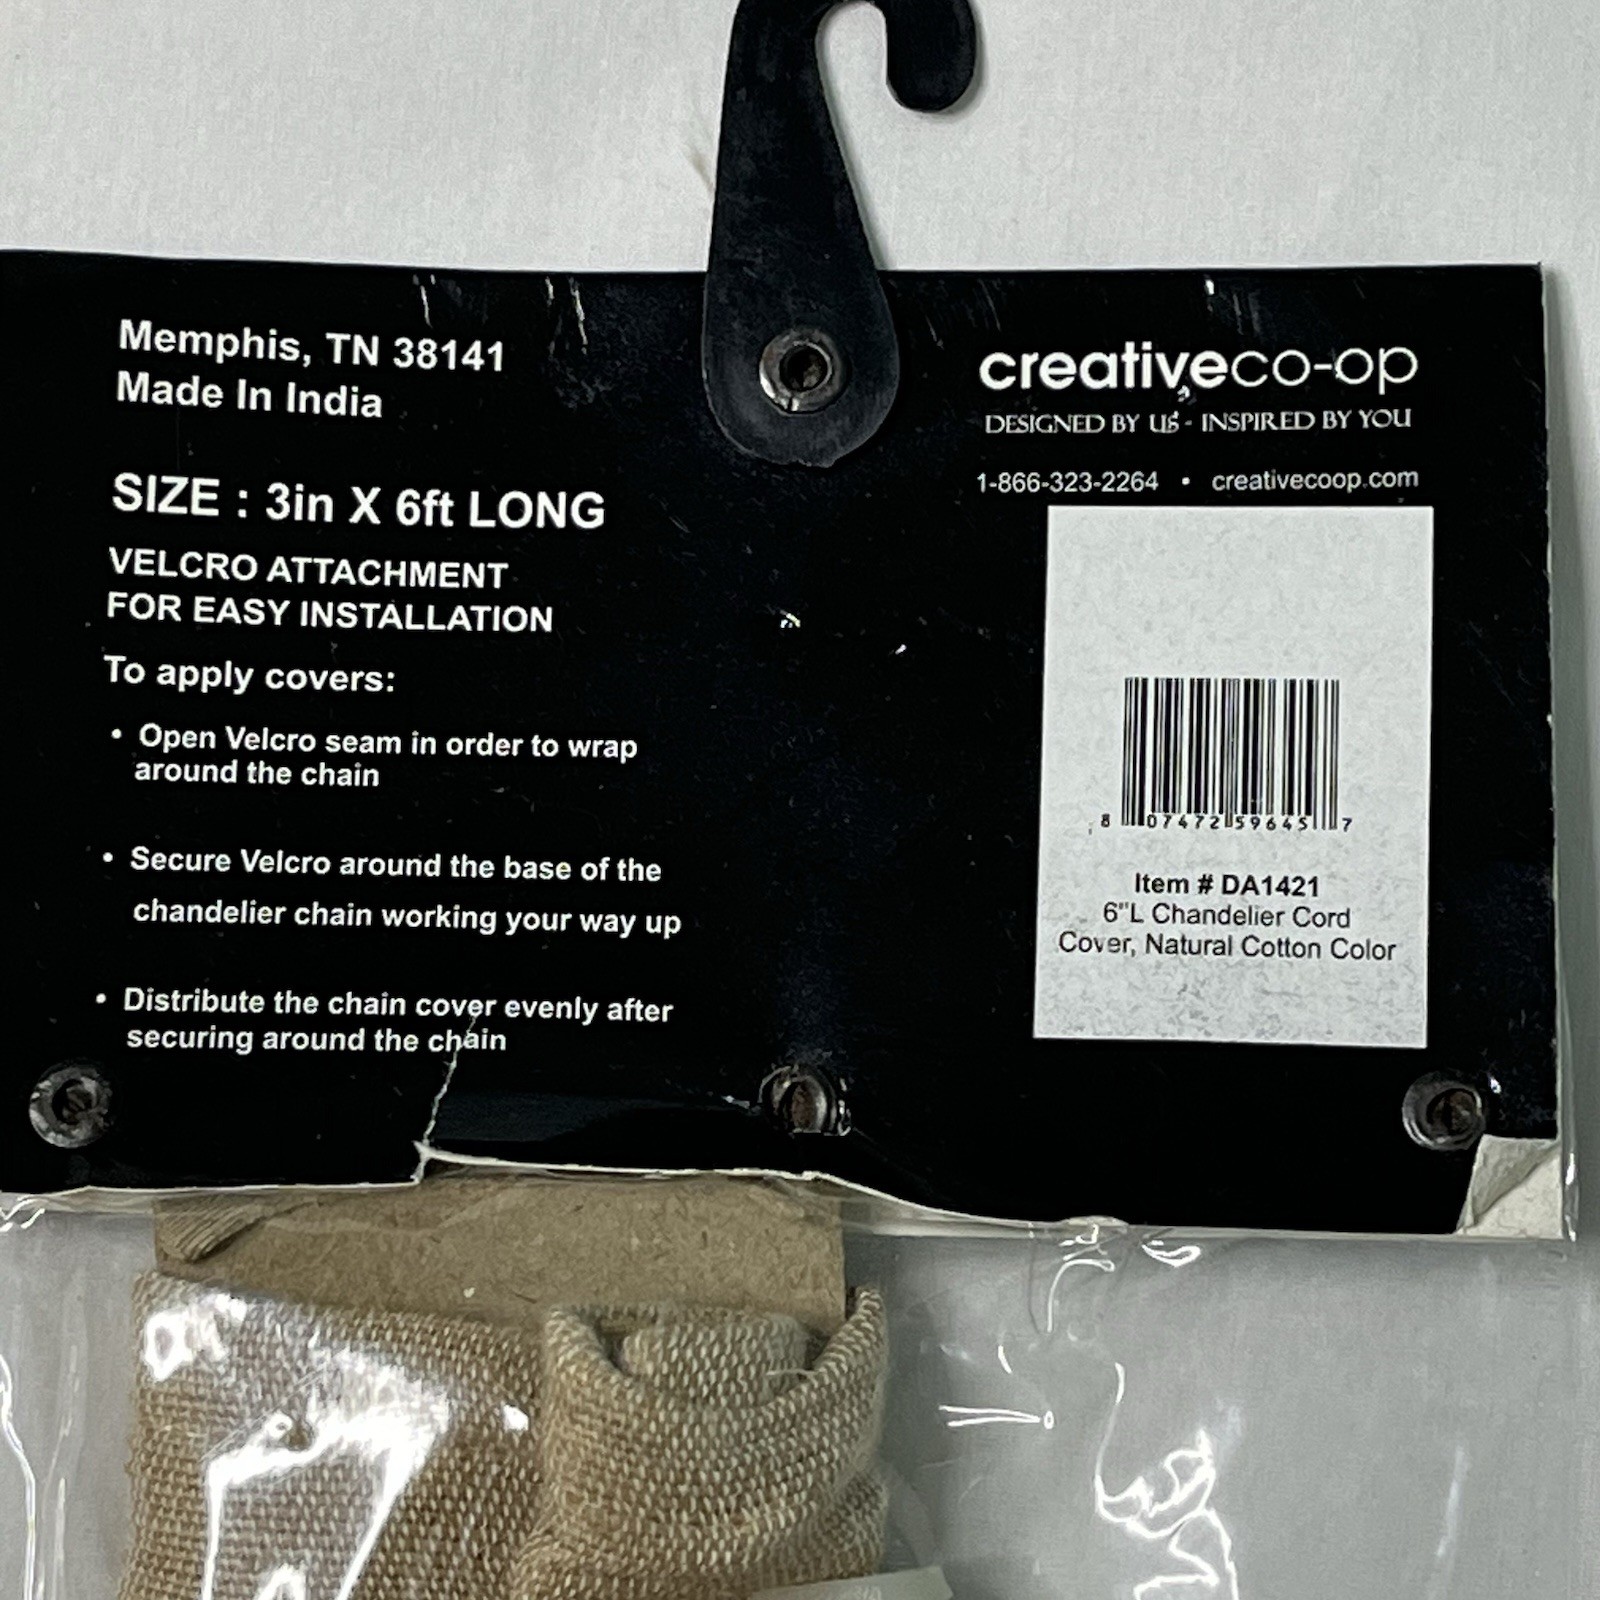 Memphis, TN 38141
Made In India
SIZE : 3in X 6ft LONG
VELCRO ATTACHMENT
FOR EASY INSTALLATION
To apply covers:
• Open Velcro seam in order to wrap
around the chain
• Secure Velcro around the base of the
chandelier chain working your way up
• Distribute the chain cover evenly after
securing around the chain
creativeco-op
DESIGNED BY US - INSPIRED BY YOU
1-866-323-2264 • creativecoop.com
8 07472 59645 7
Item # DA1421
6"L Chandelier Cord
Cover, Natural Cotton Color